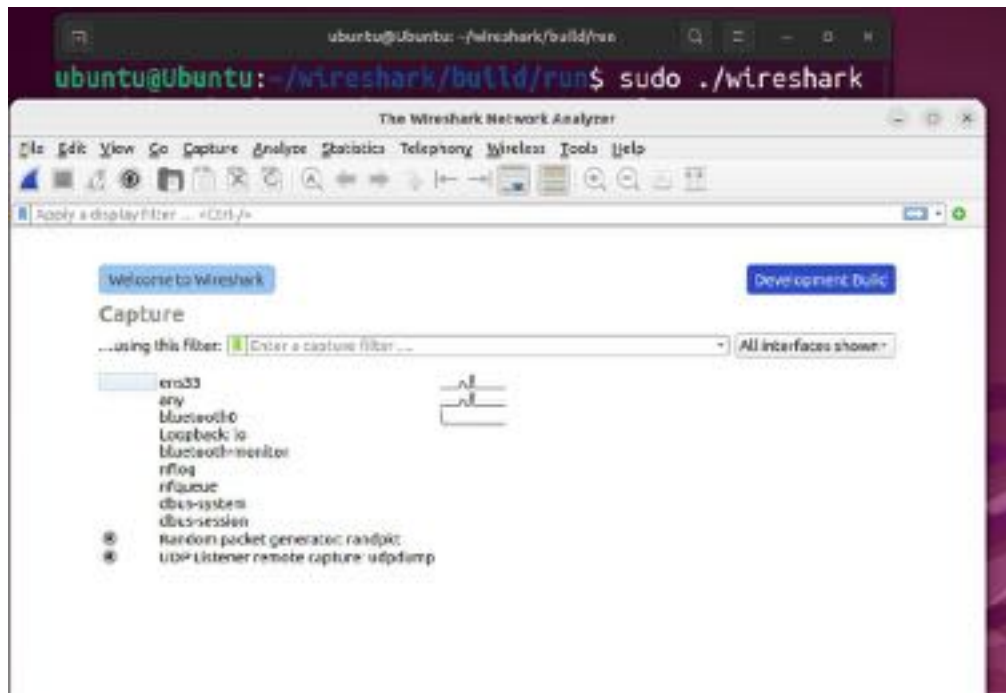 ubuntu@Ubuntu: ~/wireshark/build/run
ubuntu@Ubuntu:~/wireshark/build/run$ sudo ./wireshark
The Wireshark Network Analyzer
File Edit View Go Capture Analyze Statistics Telephony Wireless Tools Help
Apply a display filter ... <Ctrl-/>
Welcome to Wireshark
Development Build
Capture
...using this filter: Enter a capture filter ...
All interfaces shown
ens33
any
bluetooth0
Loopback: lo
bluetooth-monitor
nflog
nfqueue
dbus-system
dbus-session
Random packet generator: randpkt
UDP Listener remote capture: udpdump